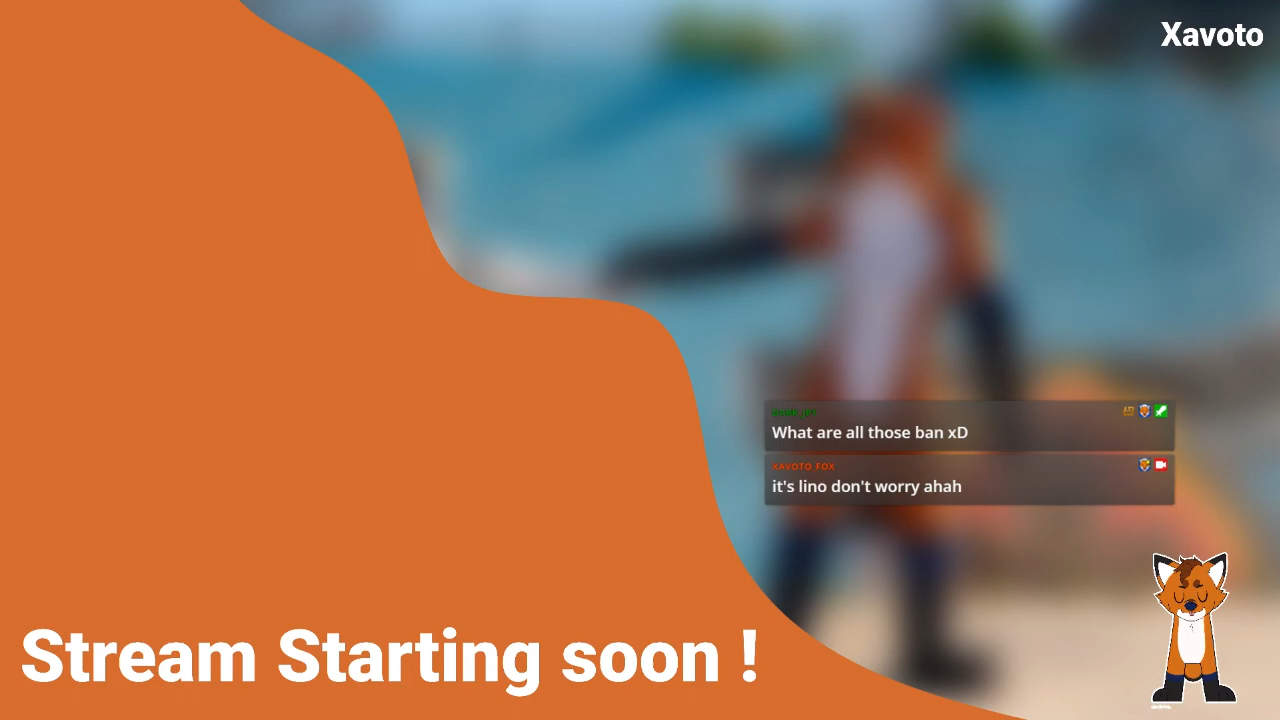 Xavoto
What are all those ban xD
XAVOTO FOX
it's lino don't worry ahah
Stream Starting soon !